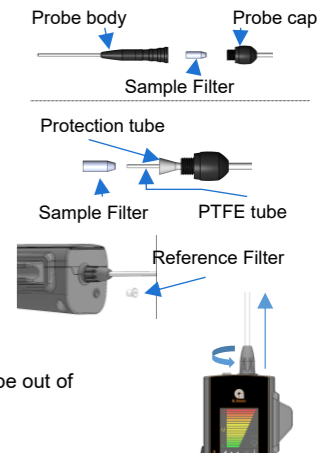 Probe body Probe cap
Sample Filter
Protection tube
Sample Filter PTFE tube
Reference Filter
be out of